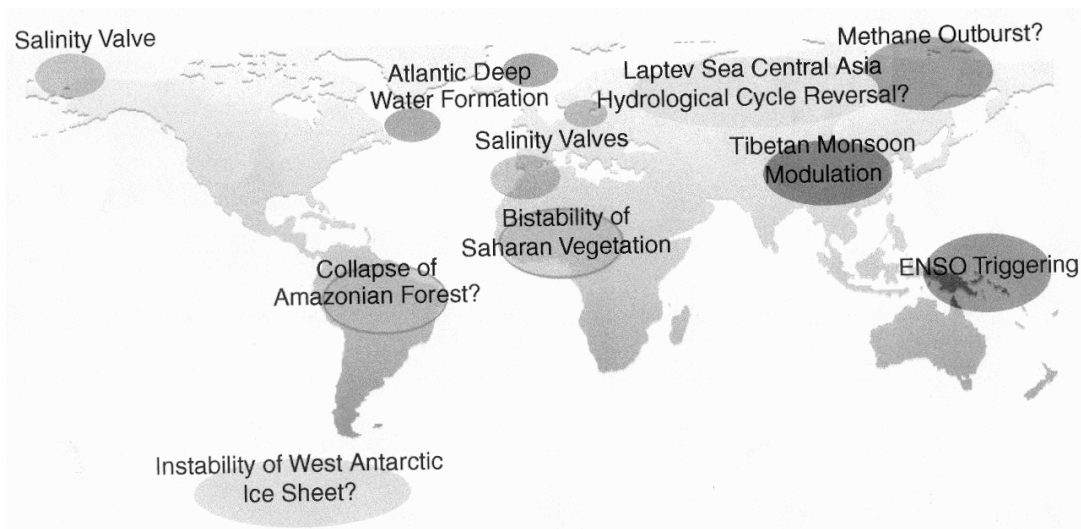 Salinity Valve
Methane Outburst?
Atlantic Deep
Water Formation
Laptev Sea Central Asia
Hydrological Cycle Reversal?
Salinity Valves
Tibetan Monsoon
Modulation
Bistability of
Saharan Vegetation
ENSO Triggering
Collapse of
Amazonian Forest?
Instability of West Antarctic
Ice Sheet?